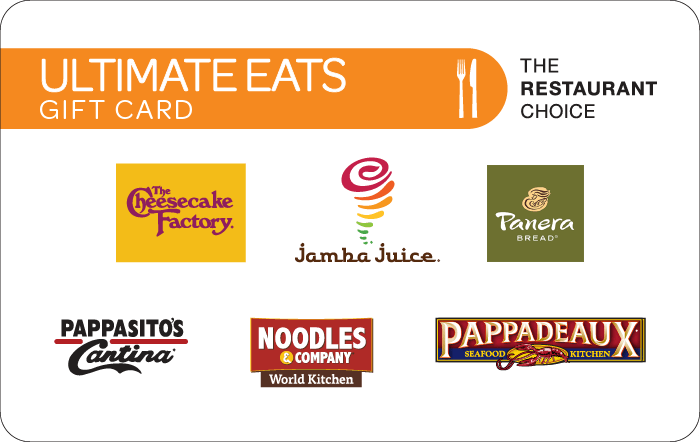 ULTIMATE EATS
GIFT CARD
THE
RESTAURANT
CHOICE
The
Cheesecake
Factory.
Jamba Juice.
Panera
BREAD®
PAPPASITO'S
Cantina
NOODLES
& COMPANY
World Kitchen
PAPPADEAUX
SEAFOOD KITCHEN